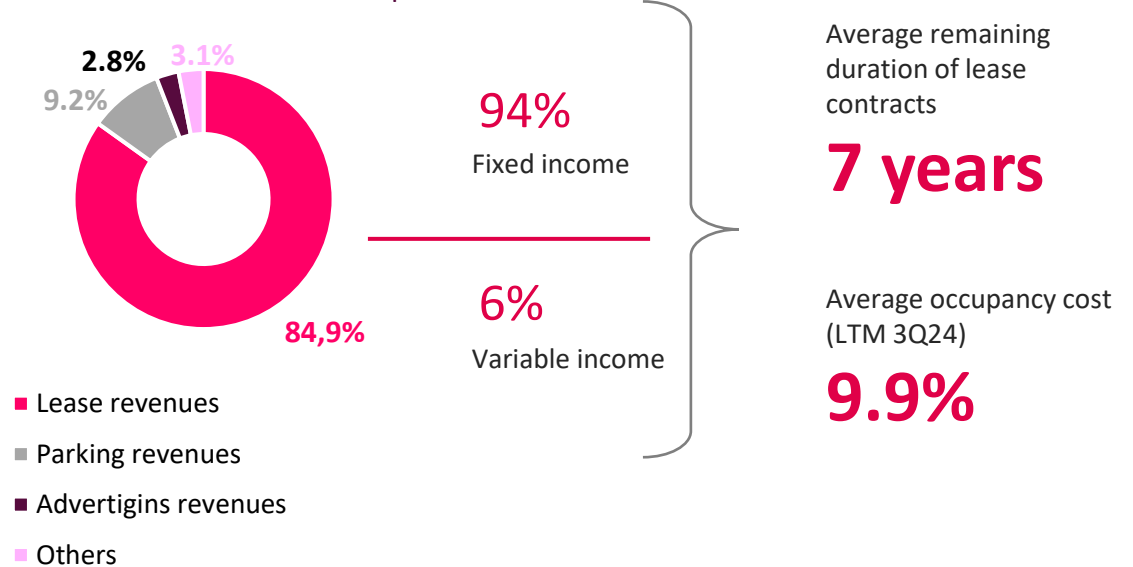 2.8%
3.1%
9.2%
84,9%
Lease revenues
Parking revenues
Advertigins revenues
Others
94%
Fixed income
6%
Variable income
Average remaining
duration of lease
contracts
7 years
Average occupancy cost
(LTM 3Q24)
9.9%